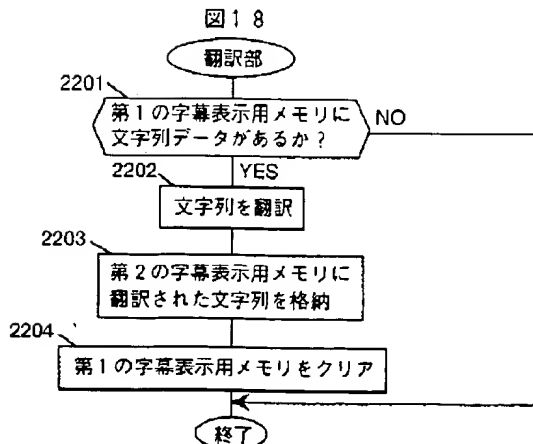 図18
翻訳部
2201
第1の字幕表示用メモリに
文字列データがあるか?
NO
YES
2202
文字列を翻訳
2203
第2の字幕表示用メモリに
翻訳された文字列を格納
2204
第1の字幕表示用メモリをクリア
終了